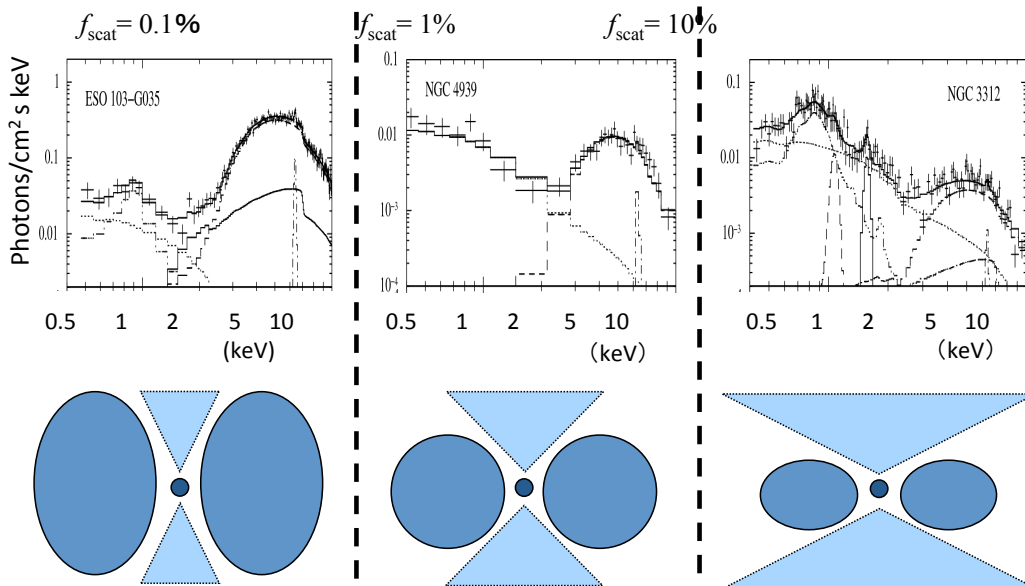 f_scat = 0.1%
f_scat = 1%
f_scat = 10%
Photons/cm² s keV
1
0.1
0.01
ESO 103–G035
0.5 1 2 5 10
(keV)
0.1
0.01
10⁻³
10⁻⁴
NGC 4939
0.5 1 2 5 10
(keV)
0.1
0.01
10⁻³
NGC 3312
0.5 1 2 5 10
(keV)